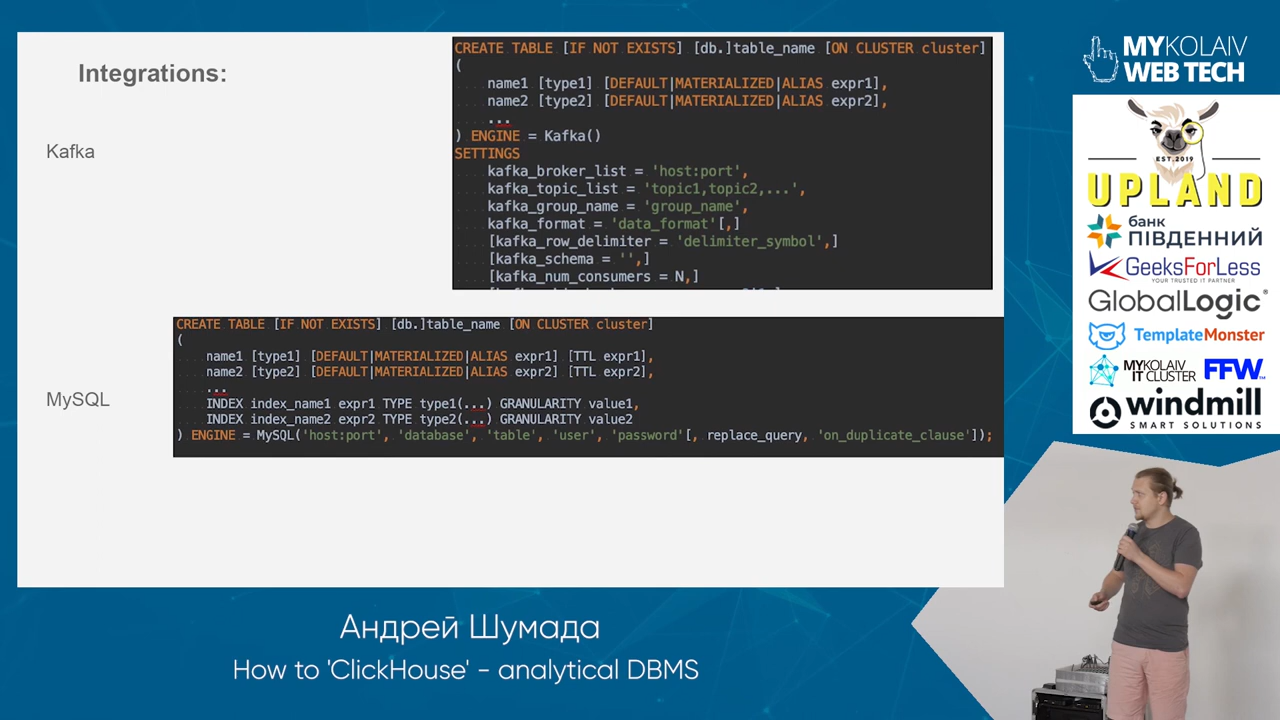 Integrations:
Kafka
CREATE TABLE [IF NOT EXISTS] [db.]table_name [ON CLUSTER cluster]
(
name1 [type1] [DEFAULT|MATERIALIZED|ALIAS expr1],
name2 [type2] [DEFAULT|MATERIALIZED|ALIAS expr2],
...
) ENGINE = Kafka()
SETTINGS
kafka_broker_list = 'host:port',
kafka_topic_list = 'topic1,topic2,...',
kafka_group_name = 'group_name',
kafka_format = 'data_format'[,]
[kafka_row_delimiter = 'delimiter_symbol',]
[kafka_schema = '',]
[kafka_num_consumers = N,]
MySQL
CREATE TABLE [IF NOT EXISTS] [db.]table_name [ON CLUSTER cluster]
(
name1 [type1] [DEFAULT|MATERIALIZED|ALIAS expr1] [TTL expr1],
name2 [type2] [DEFAULT|MATERIALIZED|ALIAS expr2] [TTL expr2],
...
INDEX index_name1 expr1 TYPE type1(...) GRANULARITY value1,
INDEX index_name2 expr2 TYPE type2(...) GRANULARITY value2
) ENGINE = MySQL('host:port', 'database', 'table', 'user', 'password'[, replace_query, 'on_duplicate_clause']);
Андрей Шумада
How to 'ClickHouse' - analytical DBMS
MYKOLAIV
WEB TECH
EST. 2019
UPLAND
банк
ПІВДЕННИЙ
GeeksForLess
YOUR TRUSTED IT PARTNER
GlobalLogic®
TemplateMonster
MYKOLAIV
IT CLUSTER
FFW
windmill
SMART SOLUTIONS